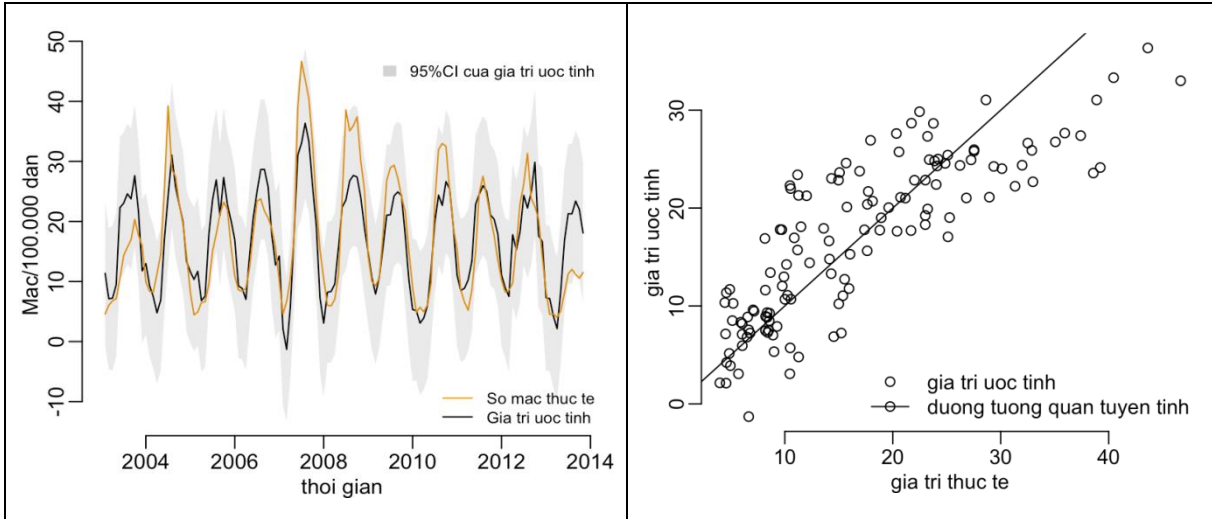 50
40
30
20
10
0
-10
Mac/100.000 dan
95%CI cua gia tri uoc tinh
So mac thuc te
Gia tri uoc tinh
2004 2006 2008 2010 2012 2014
thoi gian
30
20
10
0
gia tri uoc tinh
gia tri uoc tinh
duong tuong quan tuyen tinh
10 20 30 40
gia tri thuc te